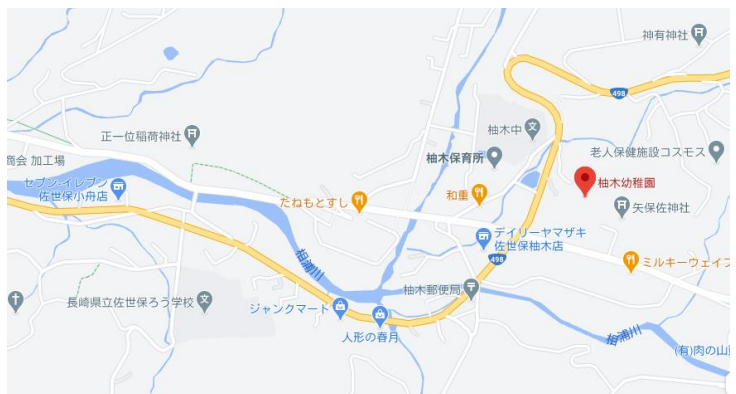 神有神社
498
柚木中
正一位稲荷神社
商会 加工場
柚木保育所
老人保健施設コスモス
セブン-イレブン
佐世保小舟店
柚木幼稚園
たねもとすし
和重
矢保佐神社
デイリーヤマザキ
佐世保柚木店
498
ミルキーウェイブ
相浦川
柚木郵便局
長崎県立佐世保ろう学校
ジャンクマート
人形の春月
相浦川
(有)肉の山